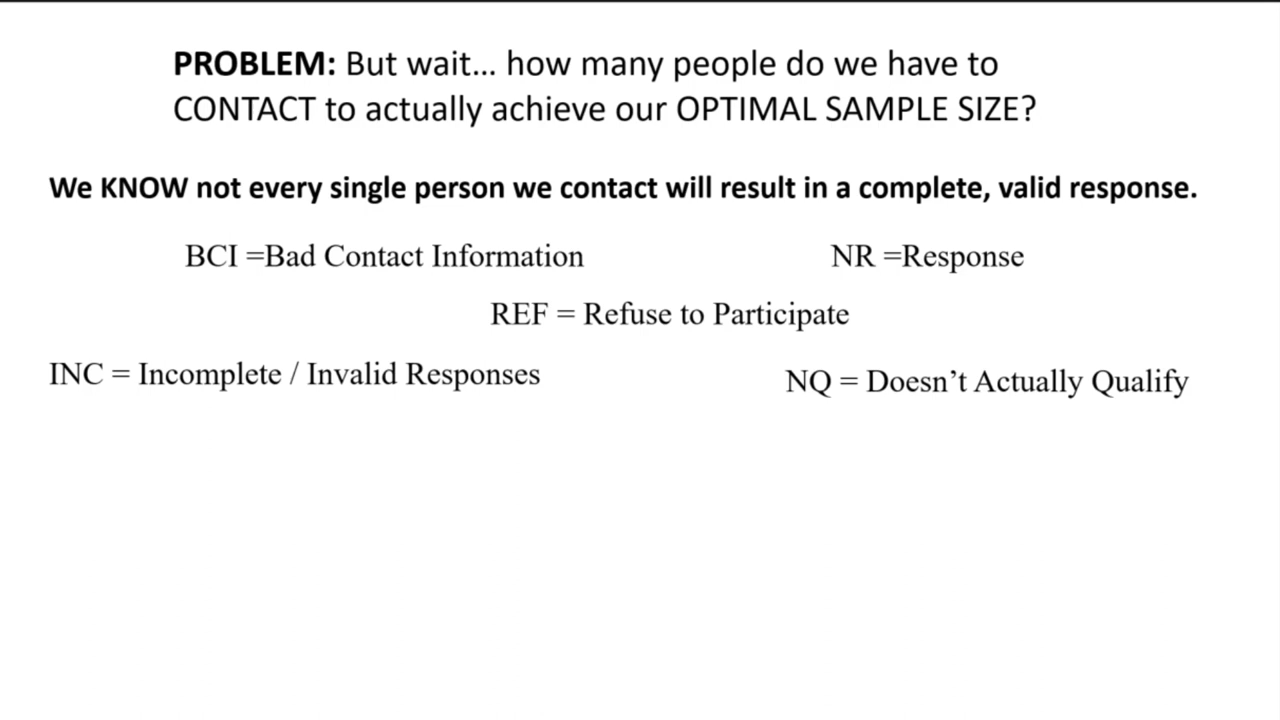 PROBLEM: But wait... how many people do we have to
CONTACT to actually achieve our OPTIMAL SAMPLE SIZE?
We KNOW not every single person we contact will result in a complete, valid response.
BCI =Bad Contact Information
NR =Response
REF = Refuse to Participate
INC = Incomplete / Invalid Responses
NQ = Doesn’t Actually Qualify